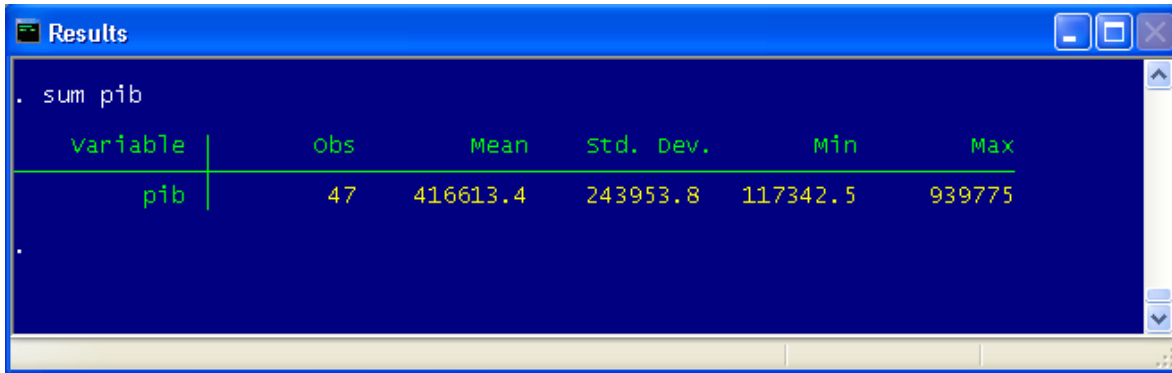 Results
. sum pib
Variable | Obs Mean Std. Dev. Min Max
pib | 47 416613.4 243953.8 117342.5 939775
.